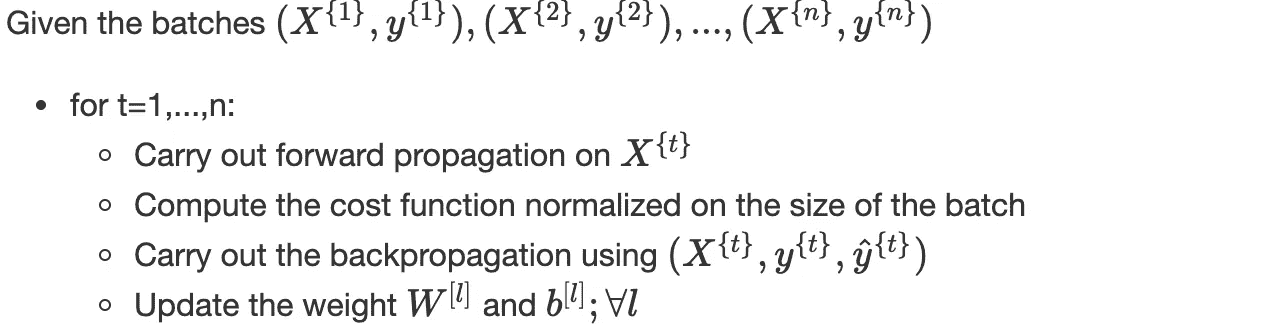 Given the batches (X^{1}, y^{1}), (X^{2}, y^{2}), ..., (X^{n}, y^{n})
• for t=1,...,n:
◦ Carry out forward propagation on X^{t}
◦ Compute the cost function normalized on the size of the batch
◦ Carry out the backpropagation using (X^{t}, y^{t}, ŷ^{t})
◦ Update the weight W^[l] and b^[l]; ∀l